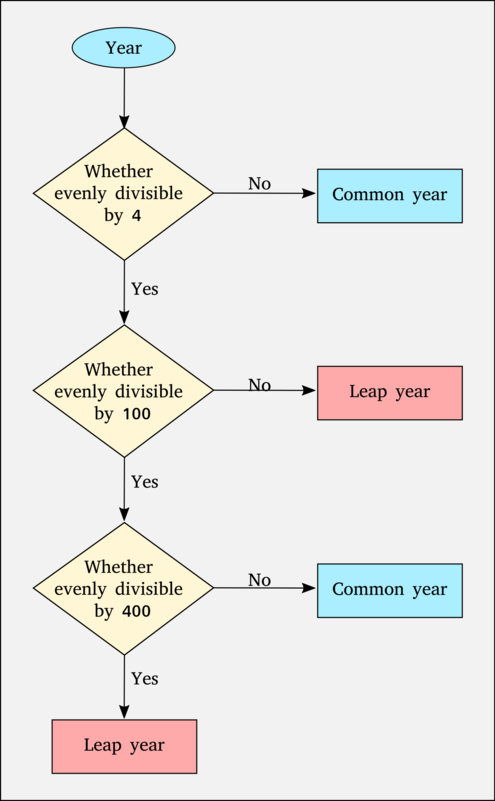 Year
Whether
evenly divisible
by 4
No
Common year
Yes
Whether
evenly divisible
by 100
No
Leap year
Yes
Whether
evenly divisible
by 400
No
Common year
Yes
Leap year